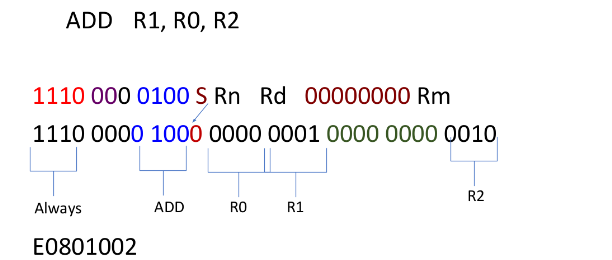 ADD R1, R0, R2
1110 000 0100 S Rn Rd 00000000 Rm
1110 0000 1000 0000 0001 0000 0000 0010
Always ADD R0 R1 R2
E0801002